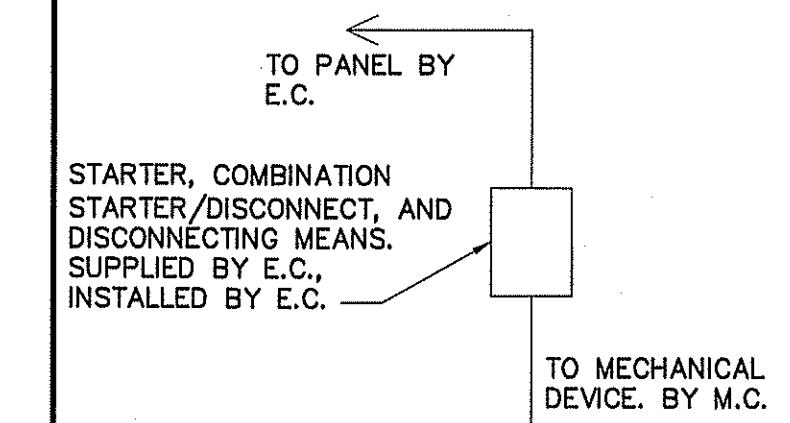 TO PANEL BY
E.C.
STARTER, COMBINATION
STARTER/DISCONNECT, AND
DISCONNECTING MEANS.
SUPPLIED BY E.C.,
INSTALLED BY E.C.
TO MECHANICAL
DEVICE. BY M.C.